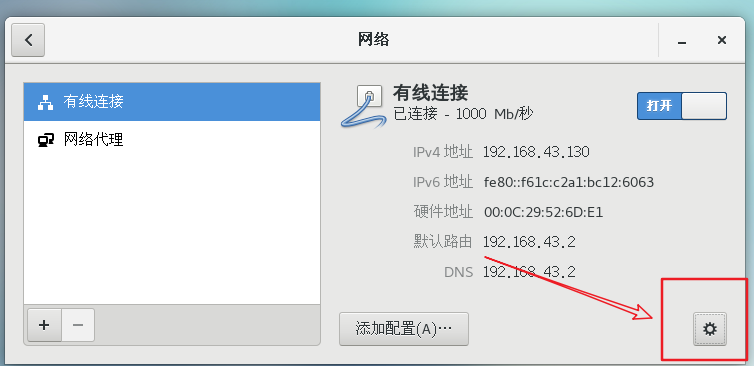 网络
有线连接
网络代理
有线连接
已连接 - 1000 Mb/秒
打开
IPv4 地址 192.168.43.130
IPv6 地址 fe80::f61c:c2a1:bc12:6063
硬件地址 00:0C:29:52:6D:E1
默认路由 192.168.43.2
DNS 192.168.43.2
添加配置(A)…